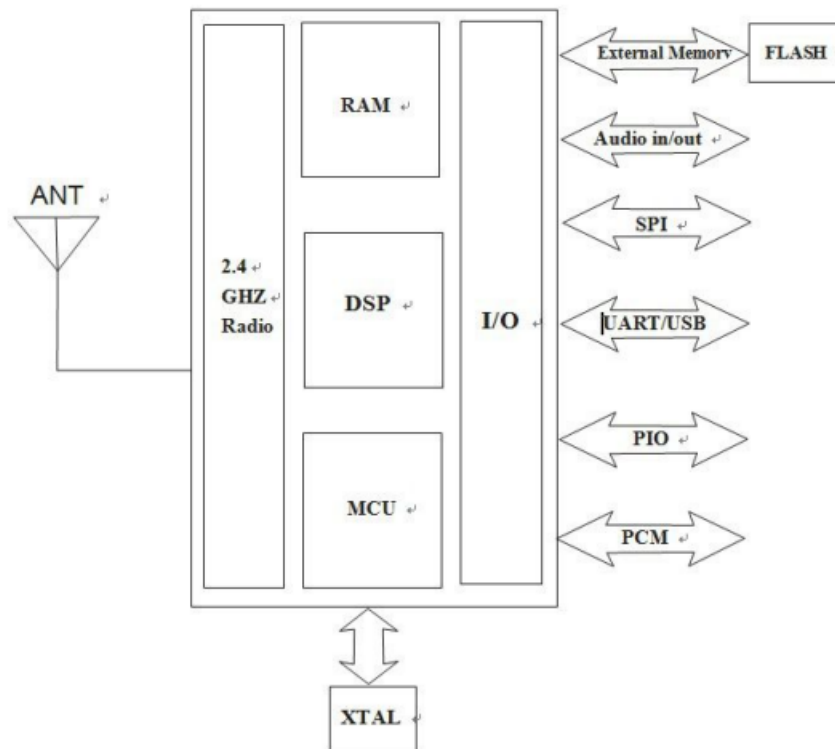 RAM
External Memory
FLASH
Audio in/out
ANT
SPI
2.4
GHZ
Radio
DSP
I/O
UART/USB
PIO
MCU
PCM
XTAL